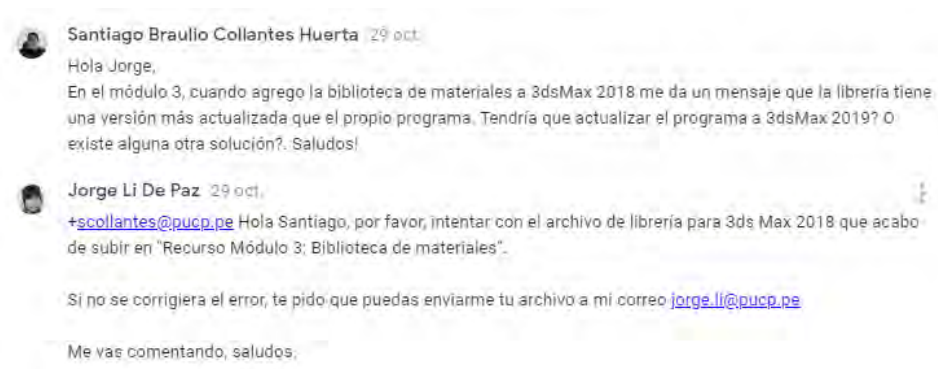 Santiago Braulio Collantes Huerta 29 oct.
Hola Jorge,
En el módulo 3, cuando agrego la biblioteca de materiales a 3dsMax 2018 me da un mensaje que la librería tiene
una versión más actualizada que el propio programa. Tendría que actualizar el programa a 3dsMax 2019? O
existe alguna otra solución?. Saludos!
Jorge Li De Paz 29 oct.
+scollantes@pucp.pe Hola Santiago, por favor, intentar con el archivo de librería para 3ds Max 2018 que acabo
de subir en "Recurso Módulo 3: Biblioteca de materiales".
Si no se corrigiera el error, te pido que puedas enviarme tu archivo a mi correo jorge.li@pucp.pe
Me vas comentando, saludos.